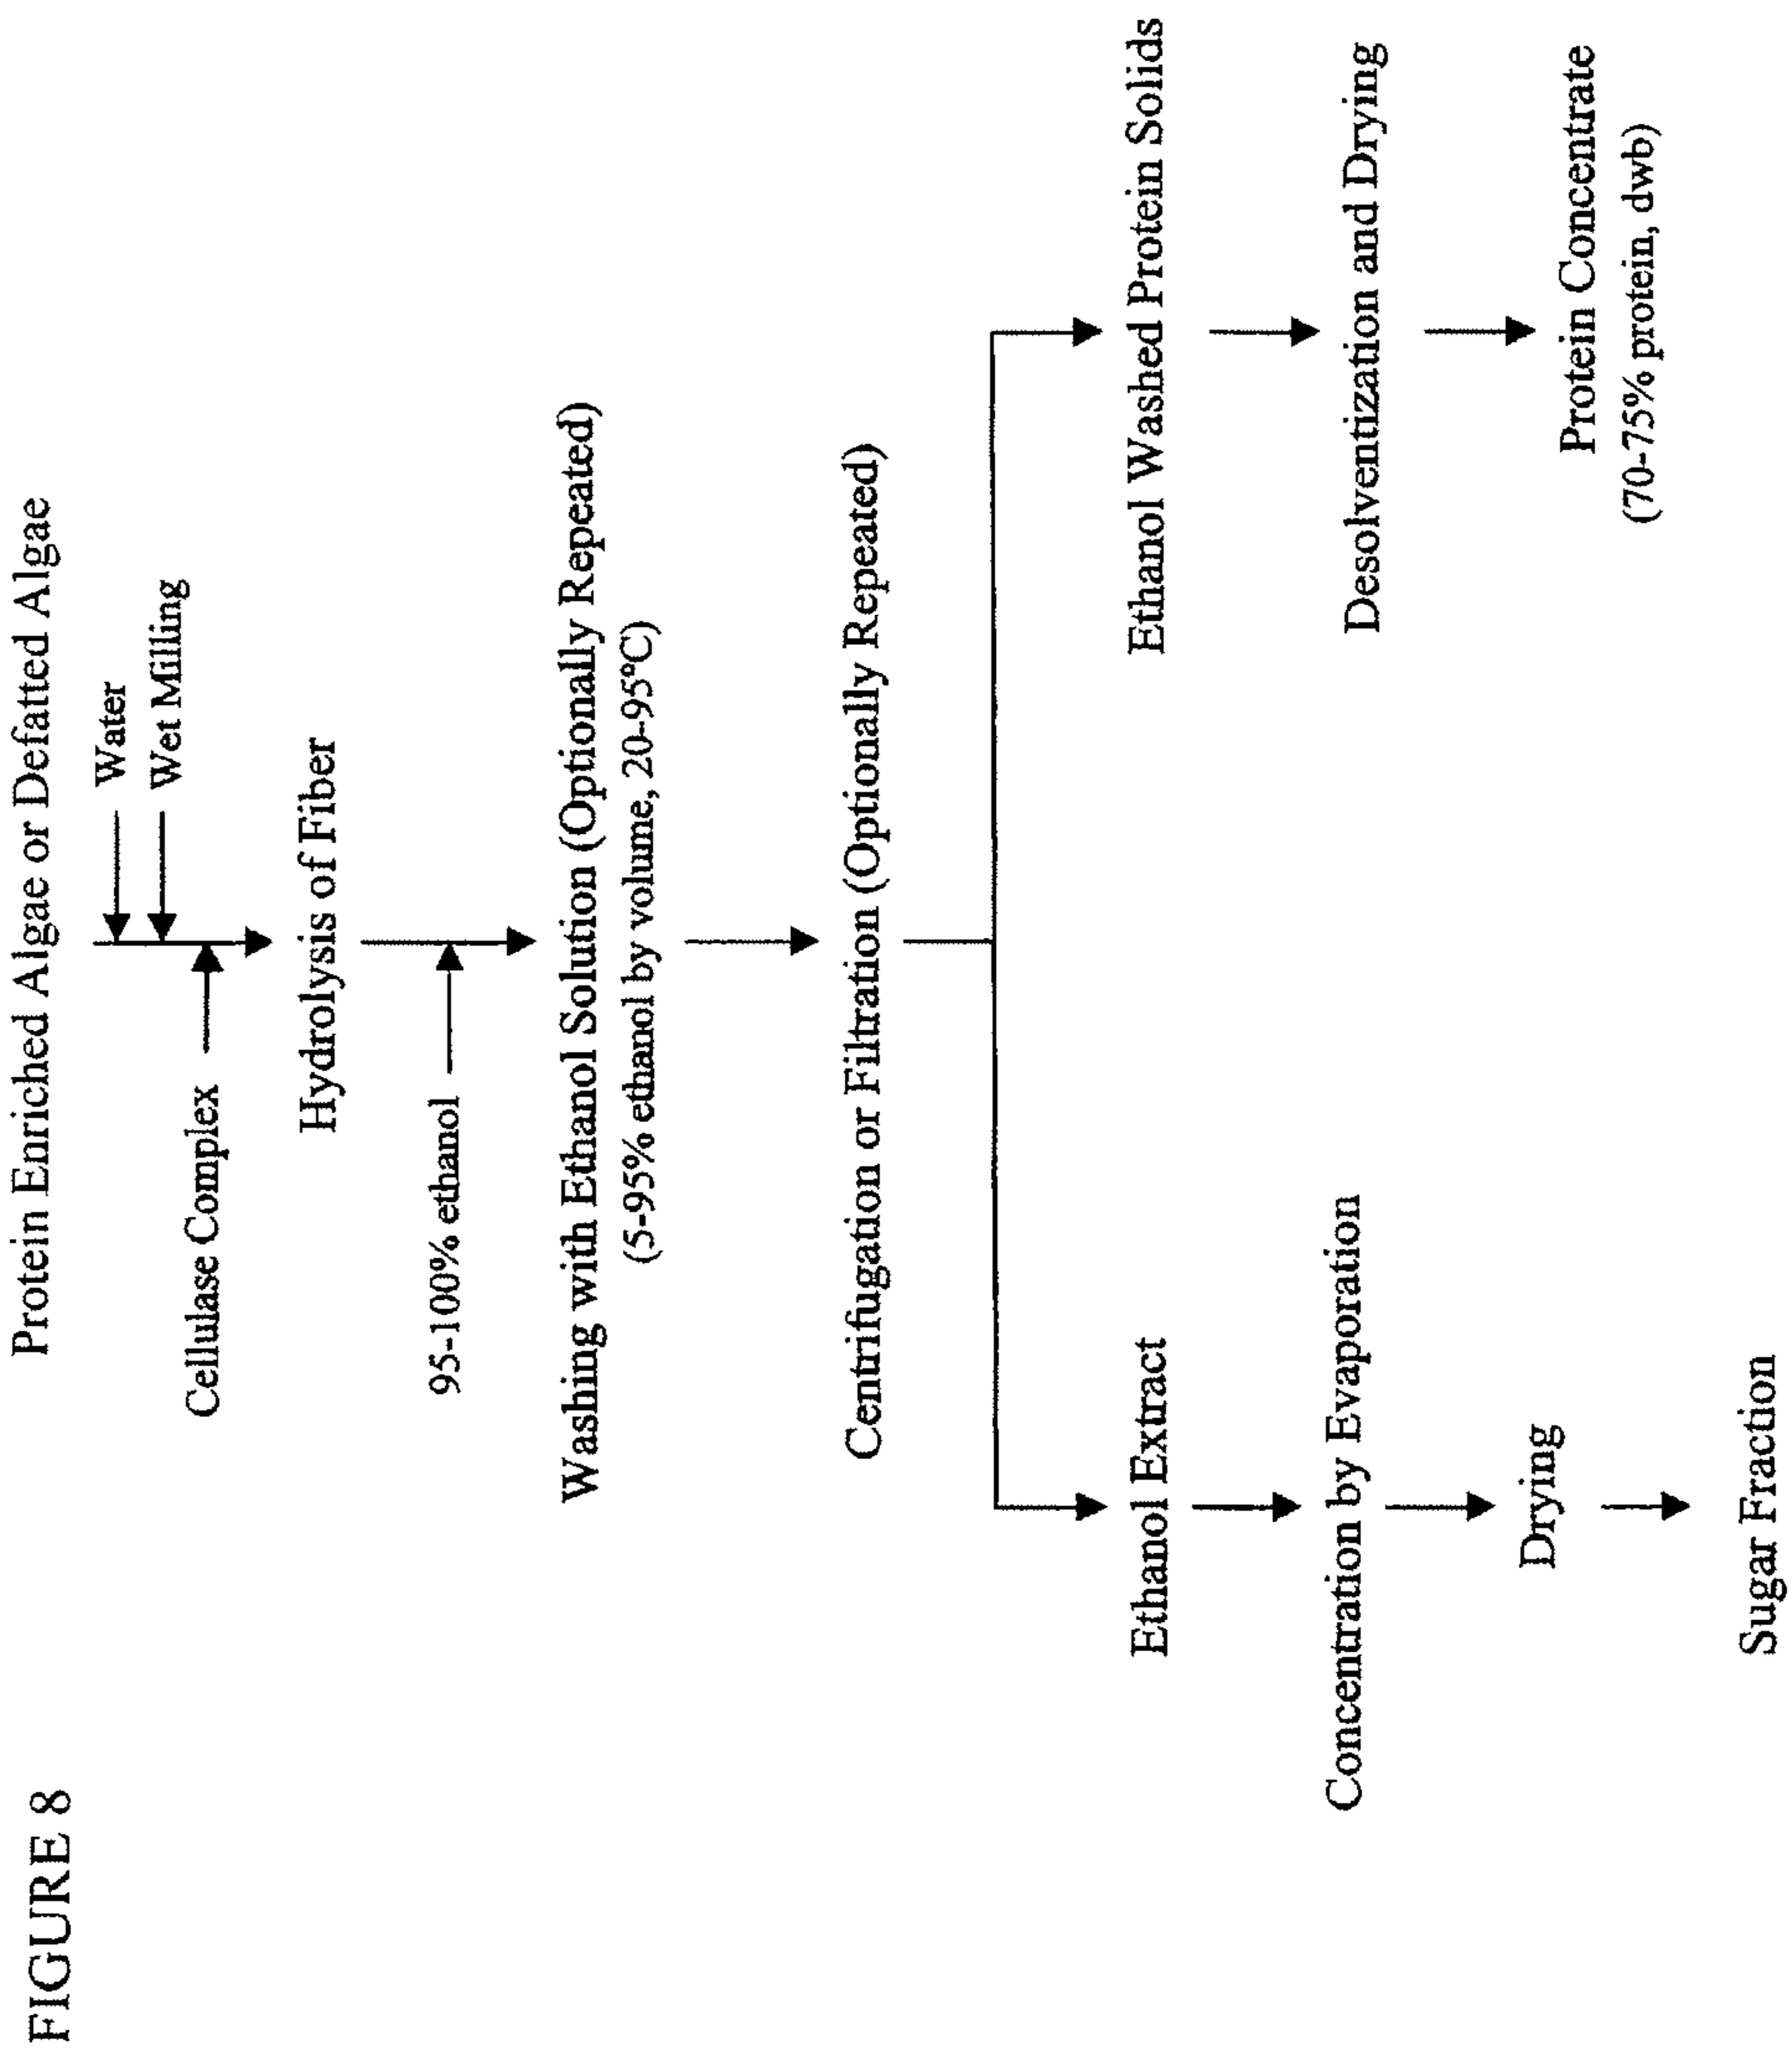 FIGURE 8
Protein Enriched Algae or Defatted Algae
Water
Wet Milling
Cellulase Complex
Hydrolysis of Fiber
95-100% ethanol
Washing with Ethanol Solution (Optionally Repeated)
(5-95% ethanol by volume, 20-95°C)
Centrifugation or Filtration (Optionally Repeated)
Ethanol Extract
Concentration by Evaporation
Drying
Sugar Fraction
Ethanol Washed Protein Solids
Desolventization and Drying
Protein Concentrate
(70-75% protein, dwb)